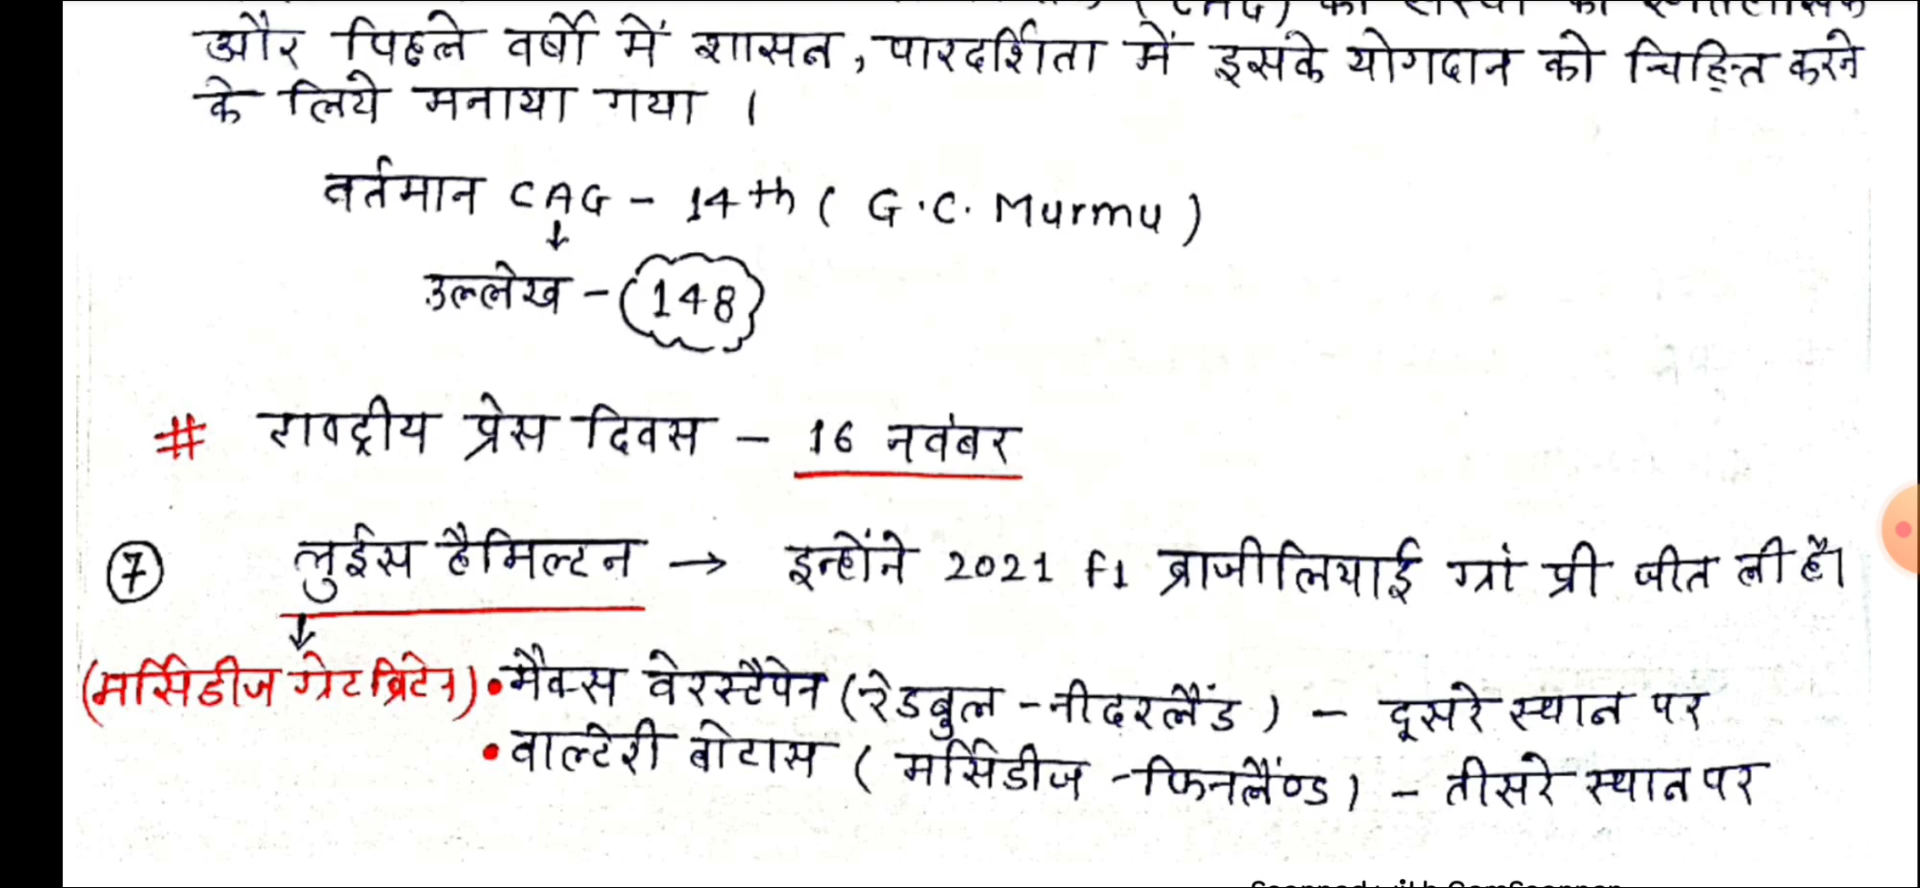 (CAG) की संस्था की
और पिछले वर्षों में शासन, पारदर्शिता में इसके योगदान को चिह्नित करने
के लिये मनाया गया ।
वर्तमान CAG - 14th ( G.C. Murmu )
↓
उल्लेख - (148)
# राष्ट्रीय प्रेस दिवस - 16 नवंबर
⑦ लुईस हैमिल्टन → इन्होंने 2021 f1 ब्राजीलियाई ग्रां प्री जीत ली है।
↓
(मर्सिडीज ग्रेट ब्रिटेन) • मैक्स वेरस्टैपेन (रेडबुल - नीदरलैंड ) - दूसरे स्थान पर
• वाल्टेरी बोटास ( मर्सिडीज - फिनलैण्ड ) - तीसरे स्थान पर